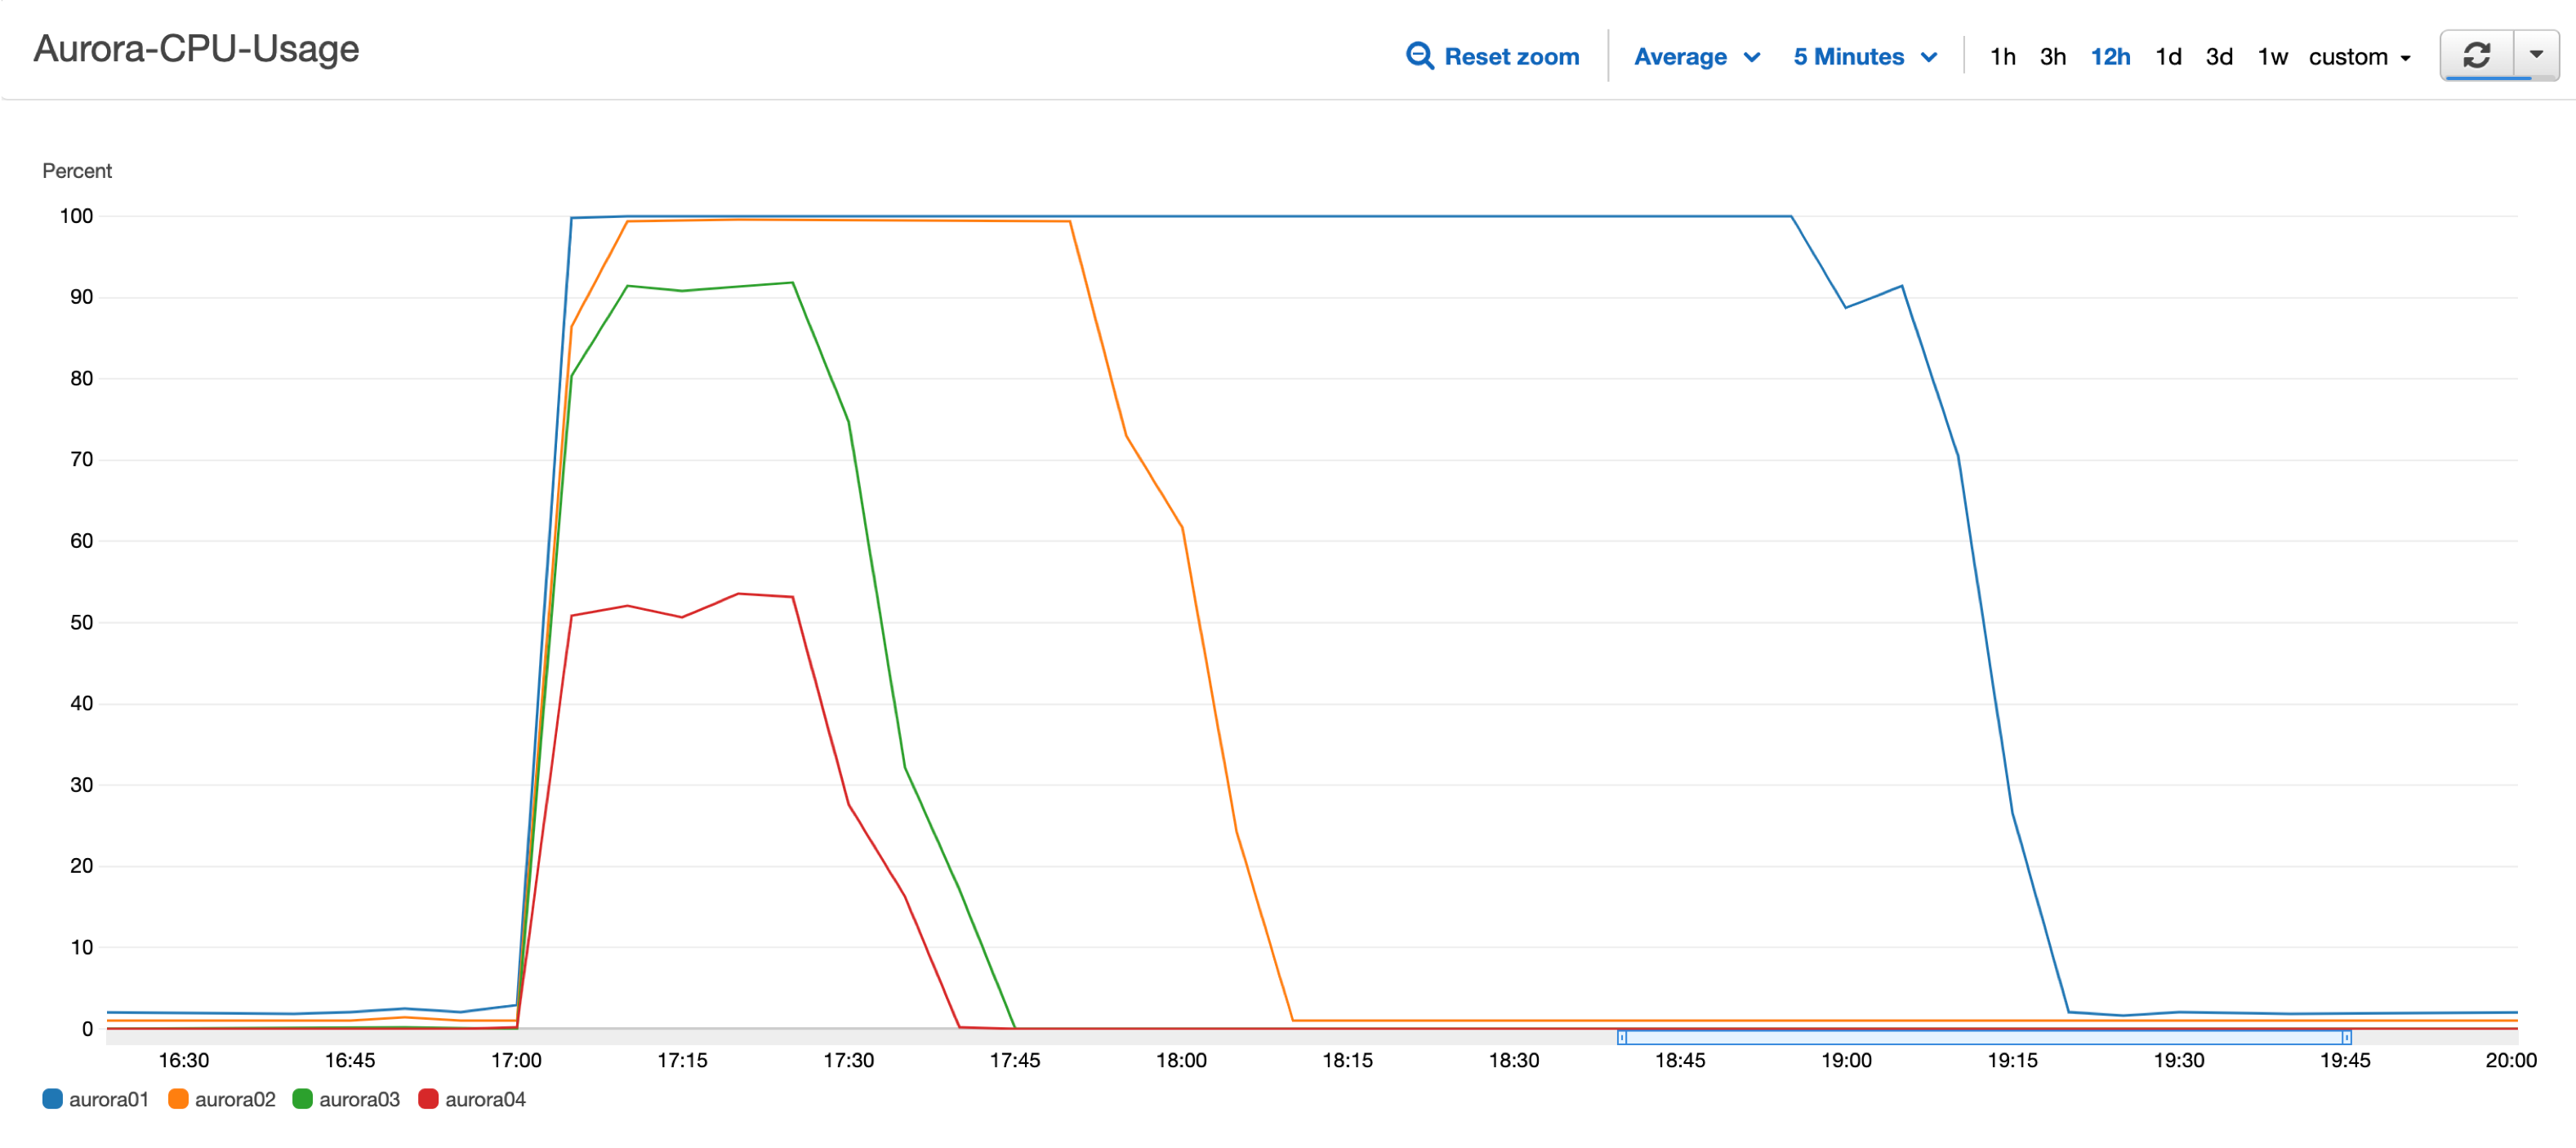 Aurora-CPU-Usage
Reset zoom Average 5 Minutes 1h 3h 12h 1d 3d 1w custom
Percent
100
90
80
70
60
50
40
30
20
10
0
16:30 16:45 17:00 17:15 17:30 17:45 18:00 18:15 18:30 18:45 19:00 19:15 19:30 19:45 20:00
aurora01 aurora02 aurora03 aurora04